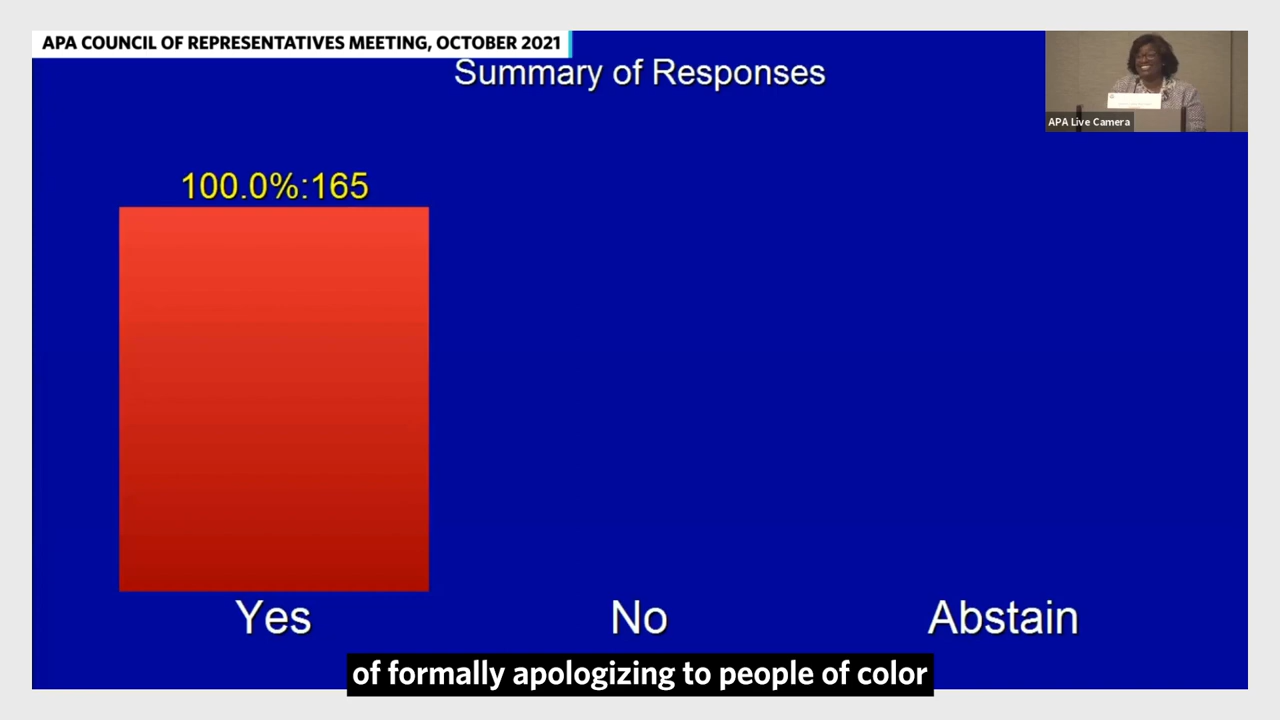 APA COUNCIL OF REPRESENTATIVES MEETING, OCTOBER 2021
Summary of Responses
APA Live Camera
100.0%:165
Yes
No
Abstain
of formally apologizing to people of color